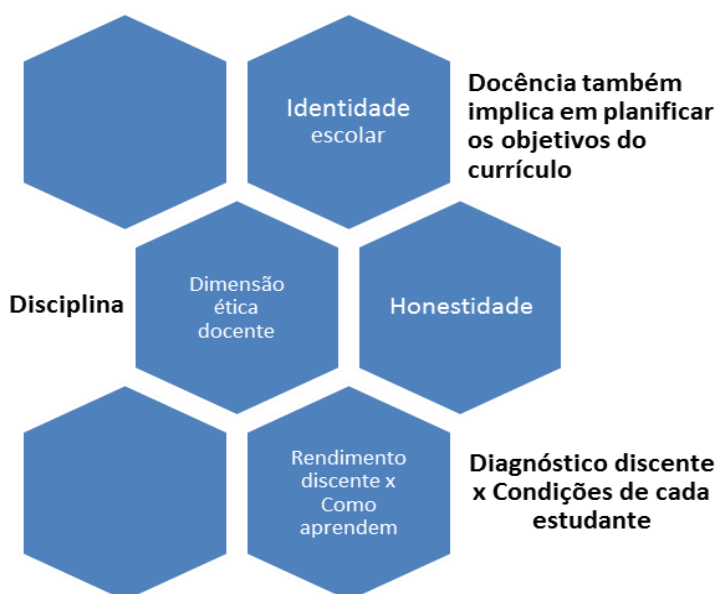 Identidade
escolar
Docência também
implica em planificar
os objetivos do
currículo
Disciplina
Dimensão
ética
docente
Honestidade
Rendimento
discente x
Como
aprendem
Diagnóstico discente
x Condições de cada
estudante